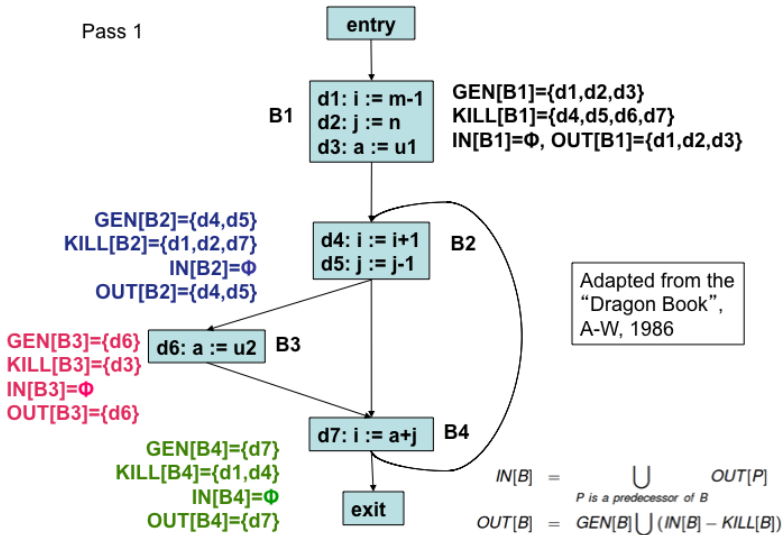 Pass 1
entry
B1
d1: i := m-1
d2: j := n
d3: a := u1
GEN[B1]={d1,d2,d3}
KILL[B1]={d4,d5,d6,d7}
IN[B1]=Φ, OUT[B1]={d1,d2,d3}
GEN[B2]={d4,d5}
KILL[B2]={d1,d2,d7}
IN[B2]=Φ
OUT[B2]={d4,d5}
d4: i := i+1
d5: j := j-1
B2
Adapted from the
“Dragon Book”,
A-W, 1986
GEN[B3]={d6}
KILL[B3]={d3}
IN[B3]=Φ
OUT[B3]={d6}
d6: a := u2
B3
d7: i := a+j
B4
GEN[B4]={d7}
KILL[B4]={d1,d4}
IN[B4]=Φ
OUT[B4]={d7}
exit
IN[B] = ⋃ OUT[P]
P is a predecessor of B
OUT[B] = GEN[B] ⋃ (IN[B] − KILL[B])